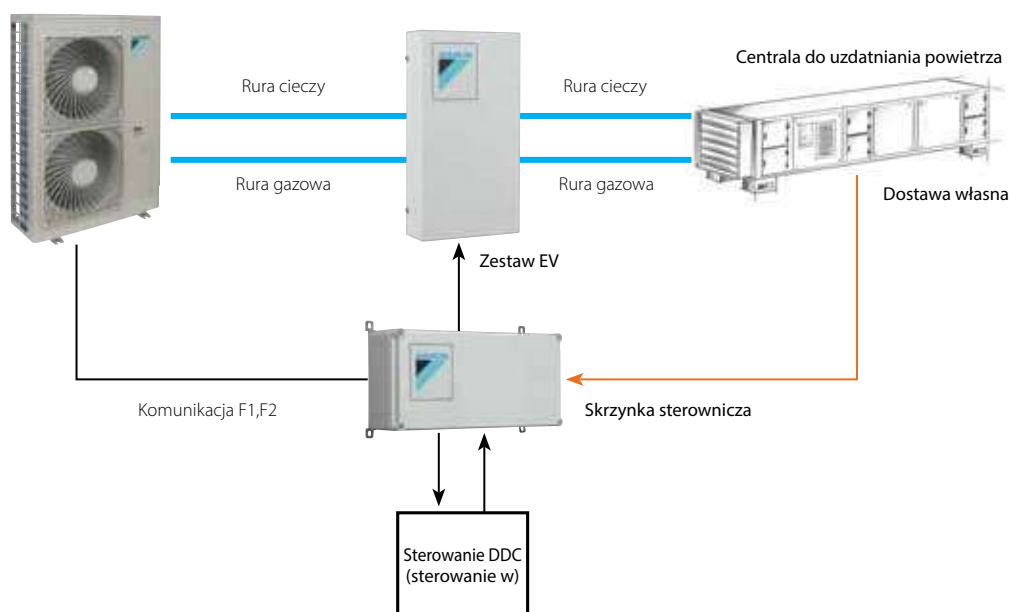 Centrala do uzdatniania powietrza
Rura cieczy
Rura cieczy
Rura gazowa
Rura gazowa
Dostawa własna
Zestaw EV
Komunikacja F1,F2
Skrzynka sterownicza
Sterowanie DDC
(sterowanie w)